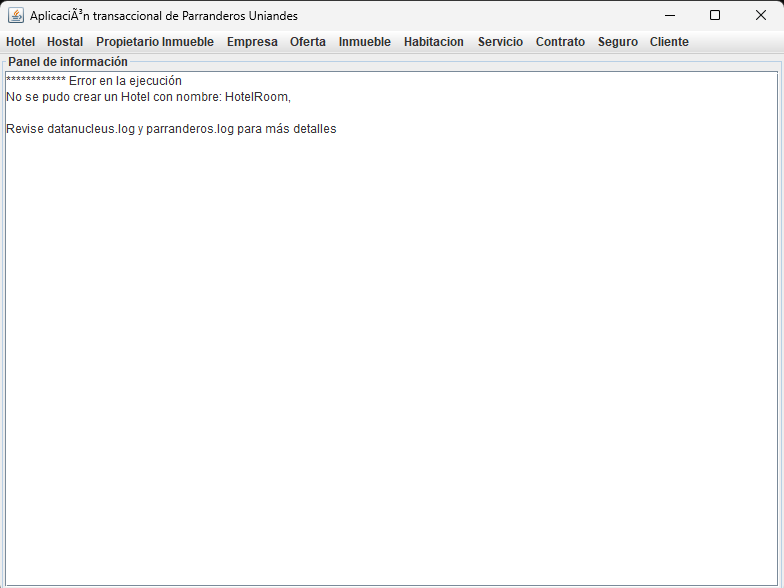 AplicaciÃ³n transaccional de Parranderos Uniandes
Hotel Hostal Propietario Inmueble Empresa Oferta Inmueble Habitacion Servicio Contrato Seguro Cliente
Panel de información
************ Error en la ejecución
No se pudo crear un Hotel con nombre: HotelRoom,
Revise datanucleus.log y parranderos.log para más detalles